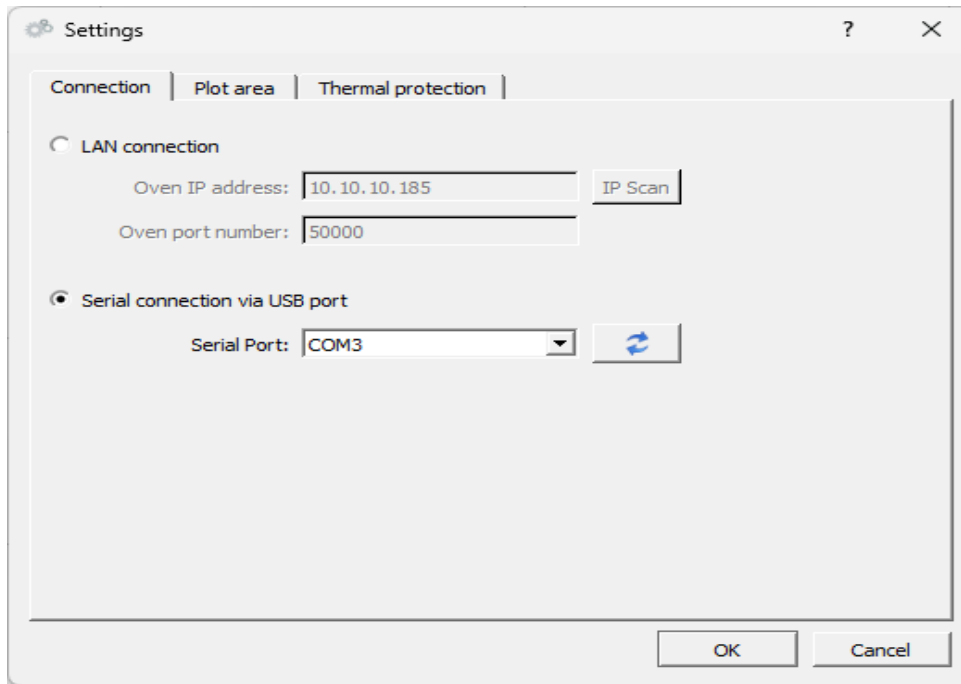 Settings ?
Connection Plot area Thermal protection
LAN connection
Oven IP address: 10.10.10.185 IP Scan
Oven port number: 50000
Serial connection via USB port
Serial Port: COM3
OK Cancel